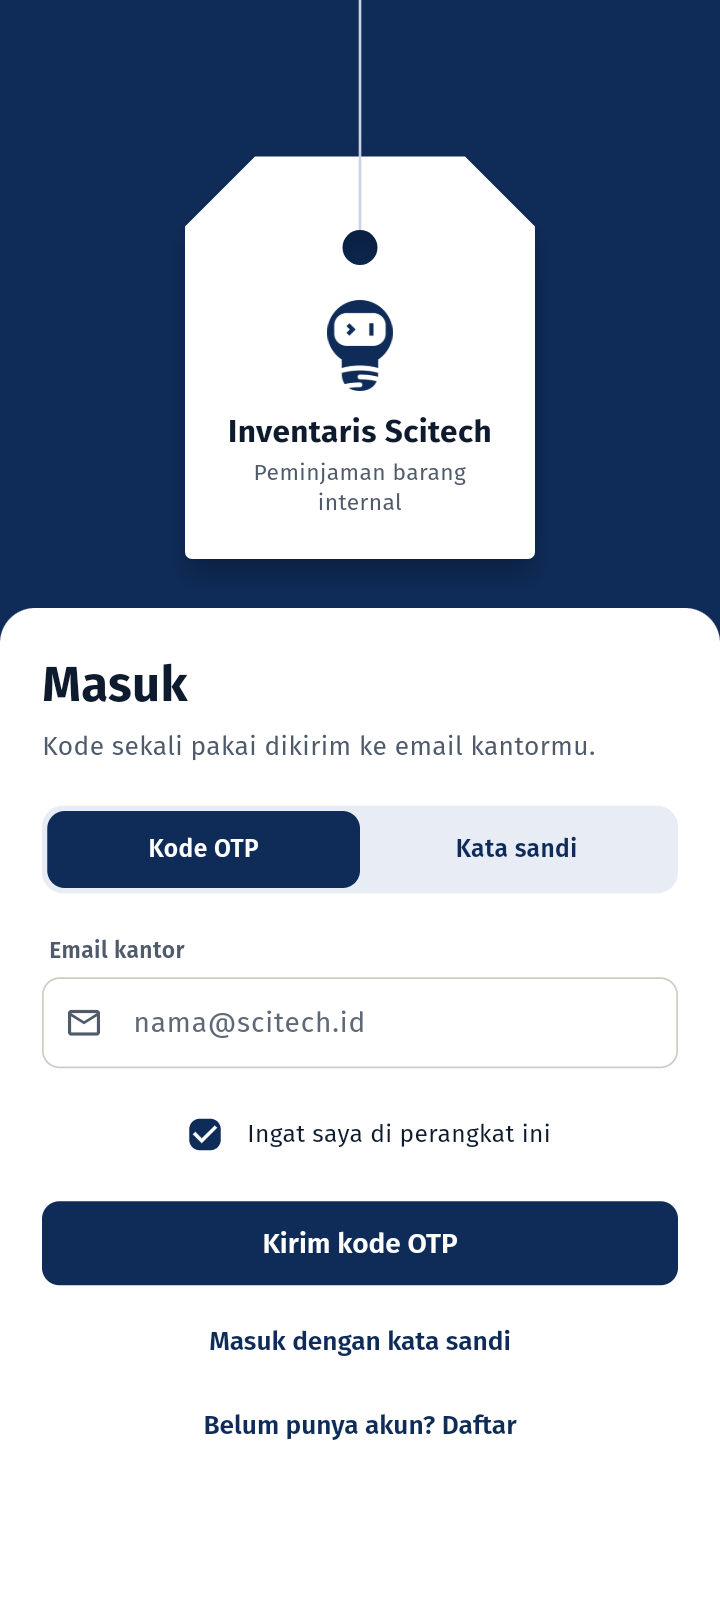 Inventaris Scitech
Peminjaman barang
internal
Masuk
Kode sekali pakai dikirim ke email kantormu.
Kode OTP
Kata sandi
Email kantor
nama@scitech.id
Ingat saya di perangkat ini
Kirim kode OTP
Masuk dengan kata sandi
Belum punya akun? Daftar